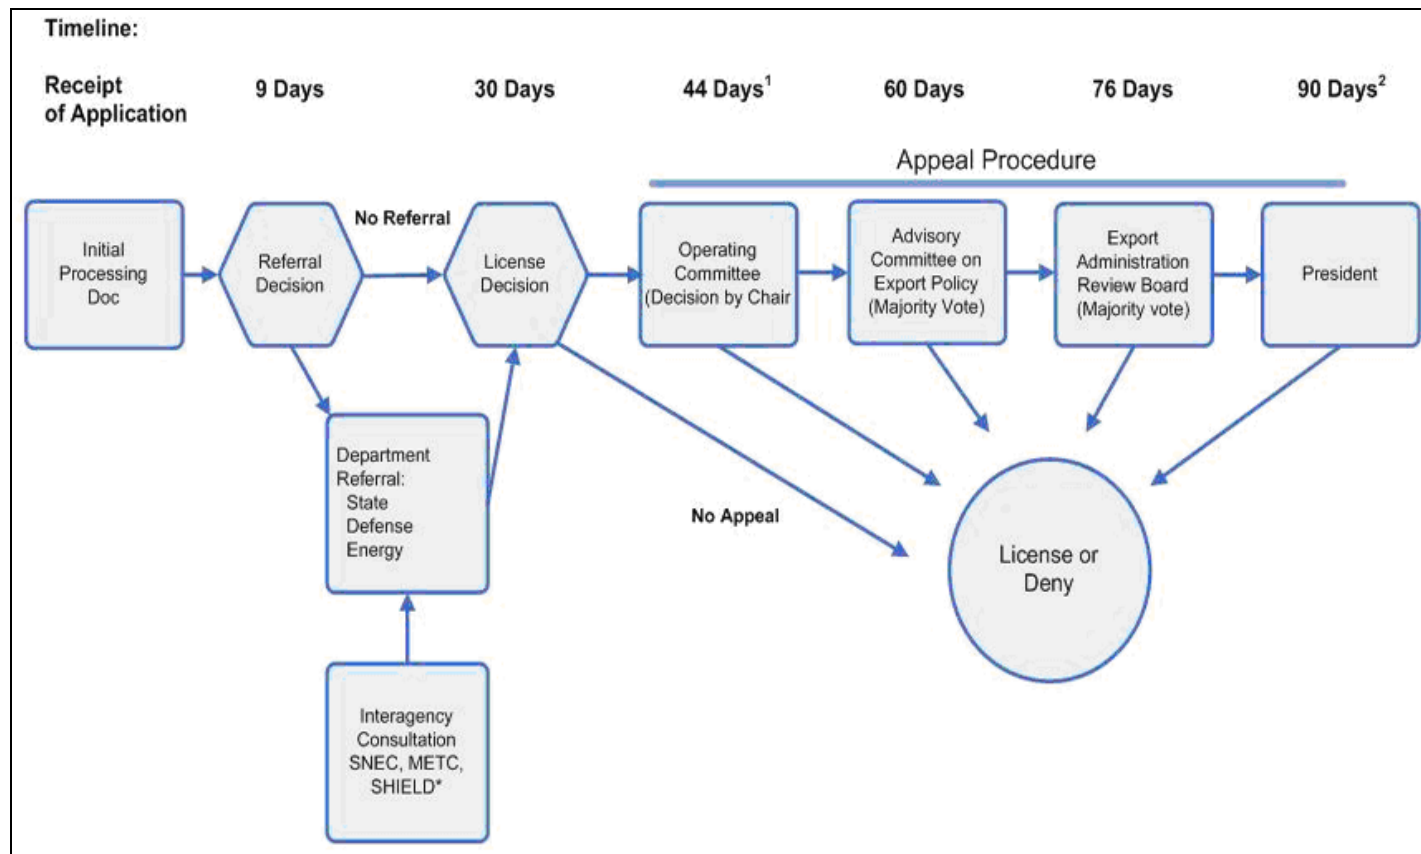 Timeline:
Receipt
of Application
9 Days
30 Days
44 Days¹
60 Days
76 Days
90 Days²
Appeal Procedure
No Referral
Initial
Processing
Doc
Referral
Decision
License
Decision
Operating
Committee
(Decision by Chair
Advisory
Committee on
Export Policy
(Majority Vote)
Export
Administration
Review Board
(Majority vote)
President
Department
Referral:
State
Defense
Energy
No Appeal
License or
Deny
Interagency
Consultation
SNEC, METC,
SHIELD*